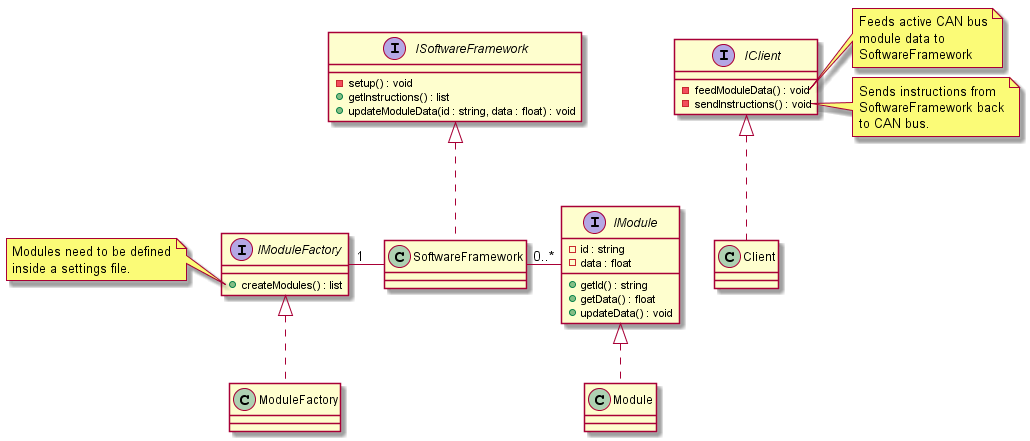 I ISoftwareFramework
setup() : void
getInstructions() : list
updateModuleData(id : string, data : float) : void
I IClient
feedModuleData() : void
sendInstructions() : void
Feeds active CAN bus
module data to
SoftwareFramework
Sends instructions from
SoftwareFramework back
to CAN bus.
Modules need to be defined
inside a settings file.
I IModuleFactory
createModules() : list
1
C SoftwareFramework
0..*
I IModule
id : string
data : float
getId() : string
getData() : float
updateData() : void
C Client
C ModuleFactory
C Module